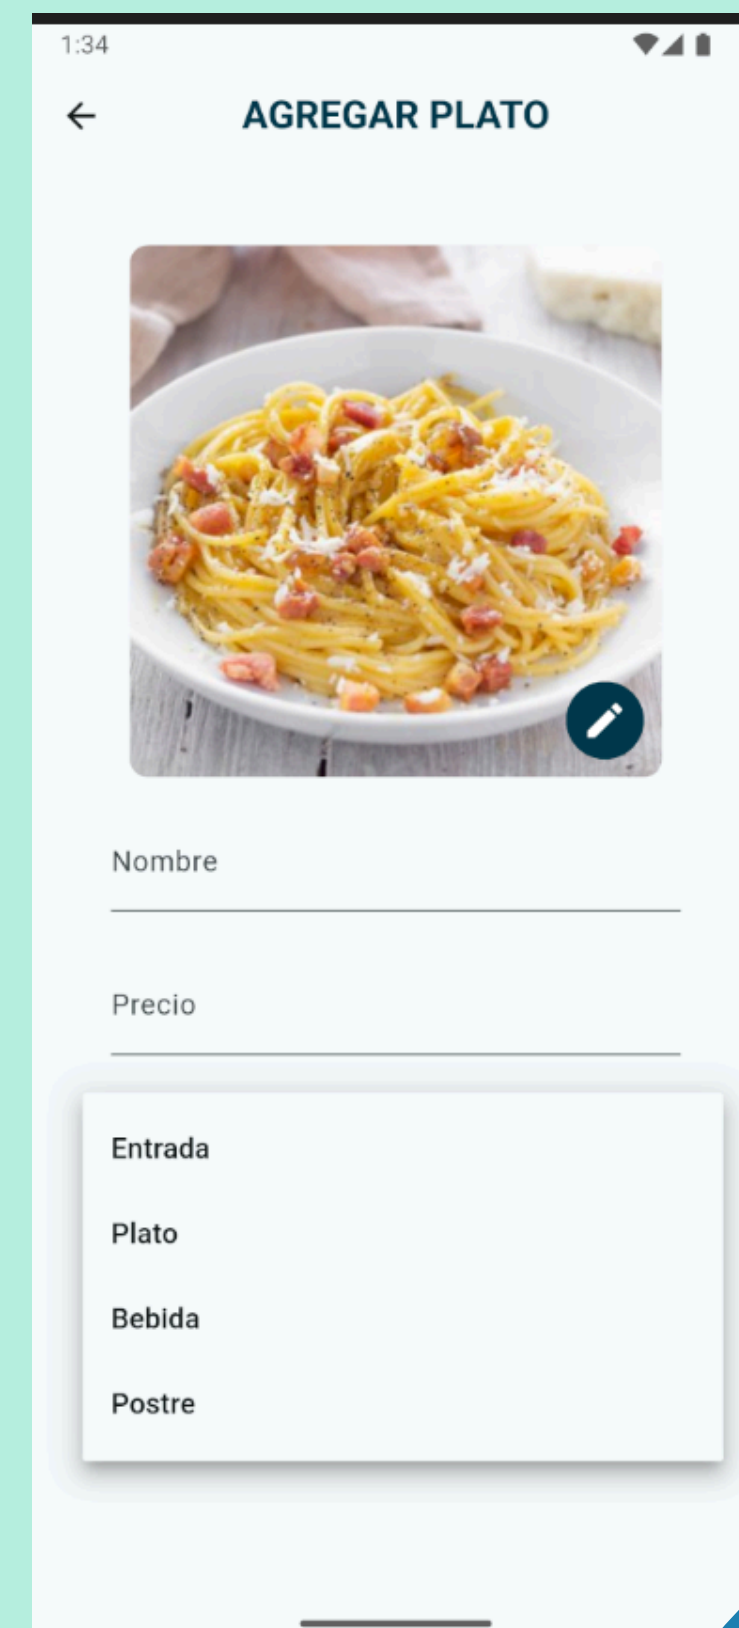 1:34
AGREGAR PLATO
Nombre
Precio
Entrada
Plato
Bebida
Postre